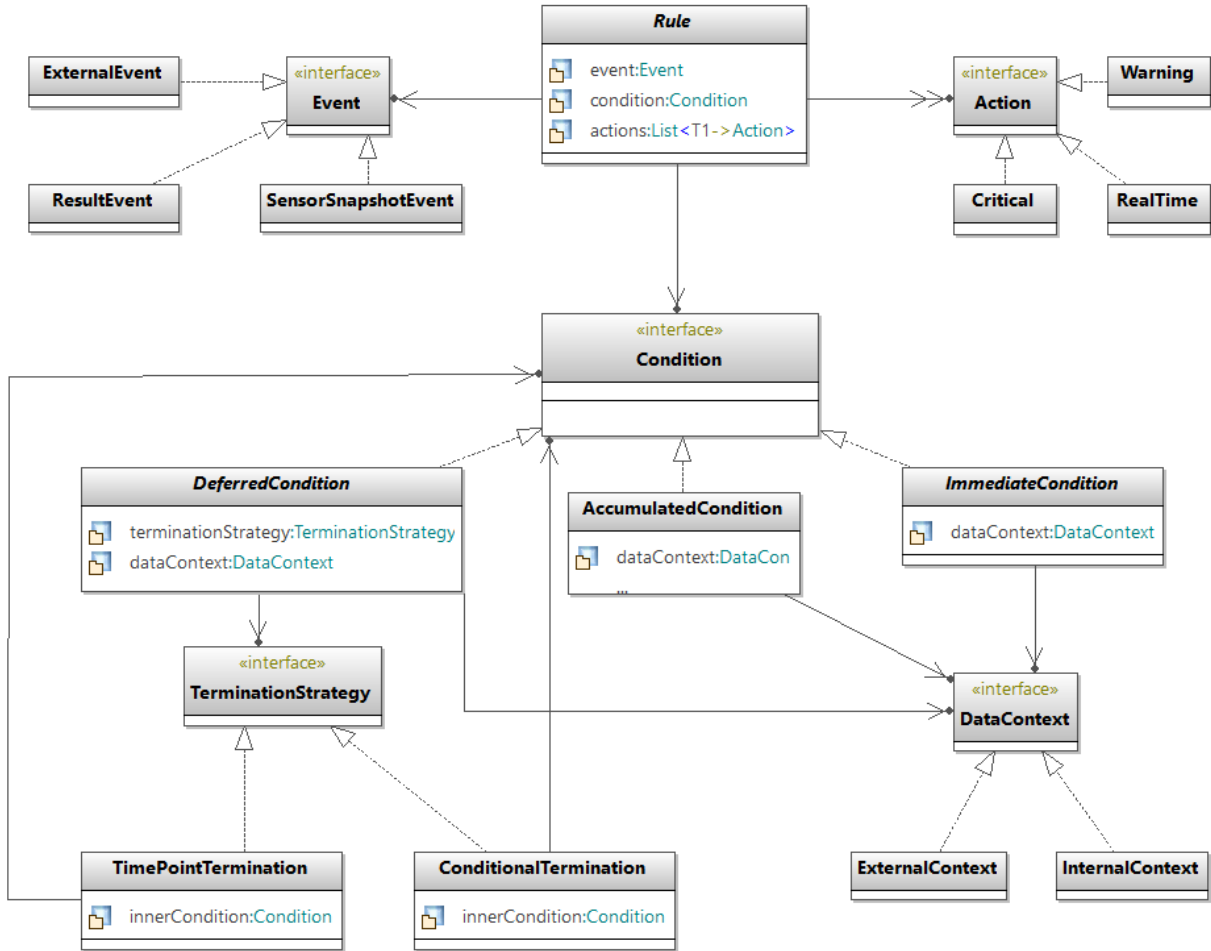 Rule
event:Event
condition:Condition
actions:List<T1->Action>
ExternalEvent
«interface»
Event
ResultEvent
SensorSnapshotEvent
«interface»
Action
Warning
Critical
RealTime
«interface»
Condition
DeferredCondition
terminationStrategy:TerminationStrategy
dataContext:DataContext
AccumulatedCondition
dataContext:DataCon
...
ImmediateCondition
dataContext:DataContext
«interface»
TerminationStrategy
«interface»
DataContext
TimePointTermination
innerCondition:Condition
ConditionalTermination
innerCondition:Condition
ExternalContext
InternalContext